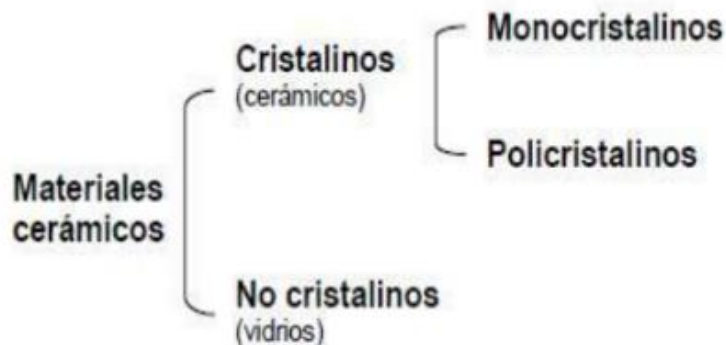 Monocristalinos
Cristalinos
(cerámicos)
Policristalinos
Materiales
cerámicos
No cristalinos
(vidrios)